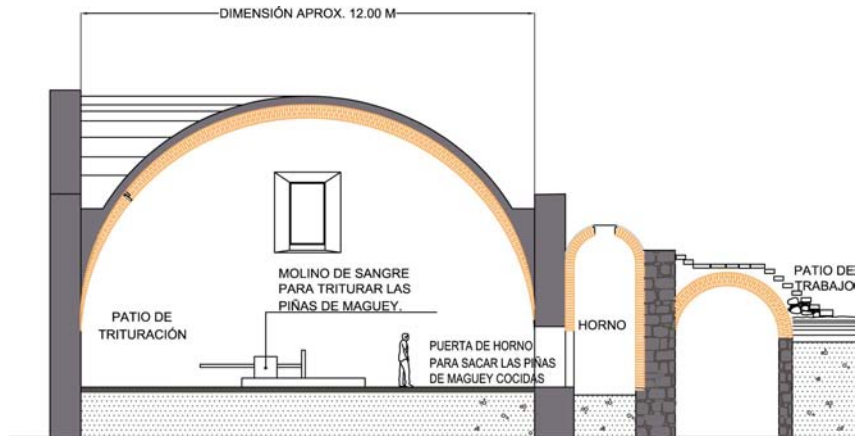 DIMENSIÓN APROX. 12.00 M
MOLINO DE SANGRE
PARA TRITURAR LAS
PIÑAS DE MAGUEY.
PATIO DE
TRITURACIÓN
PUERTA DE HORNO
PARA SACAR LAS PIÑAS
DE MAGUEY COCIDAS
HORNO
PATIO DE
TRABAJO